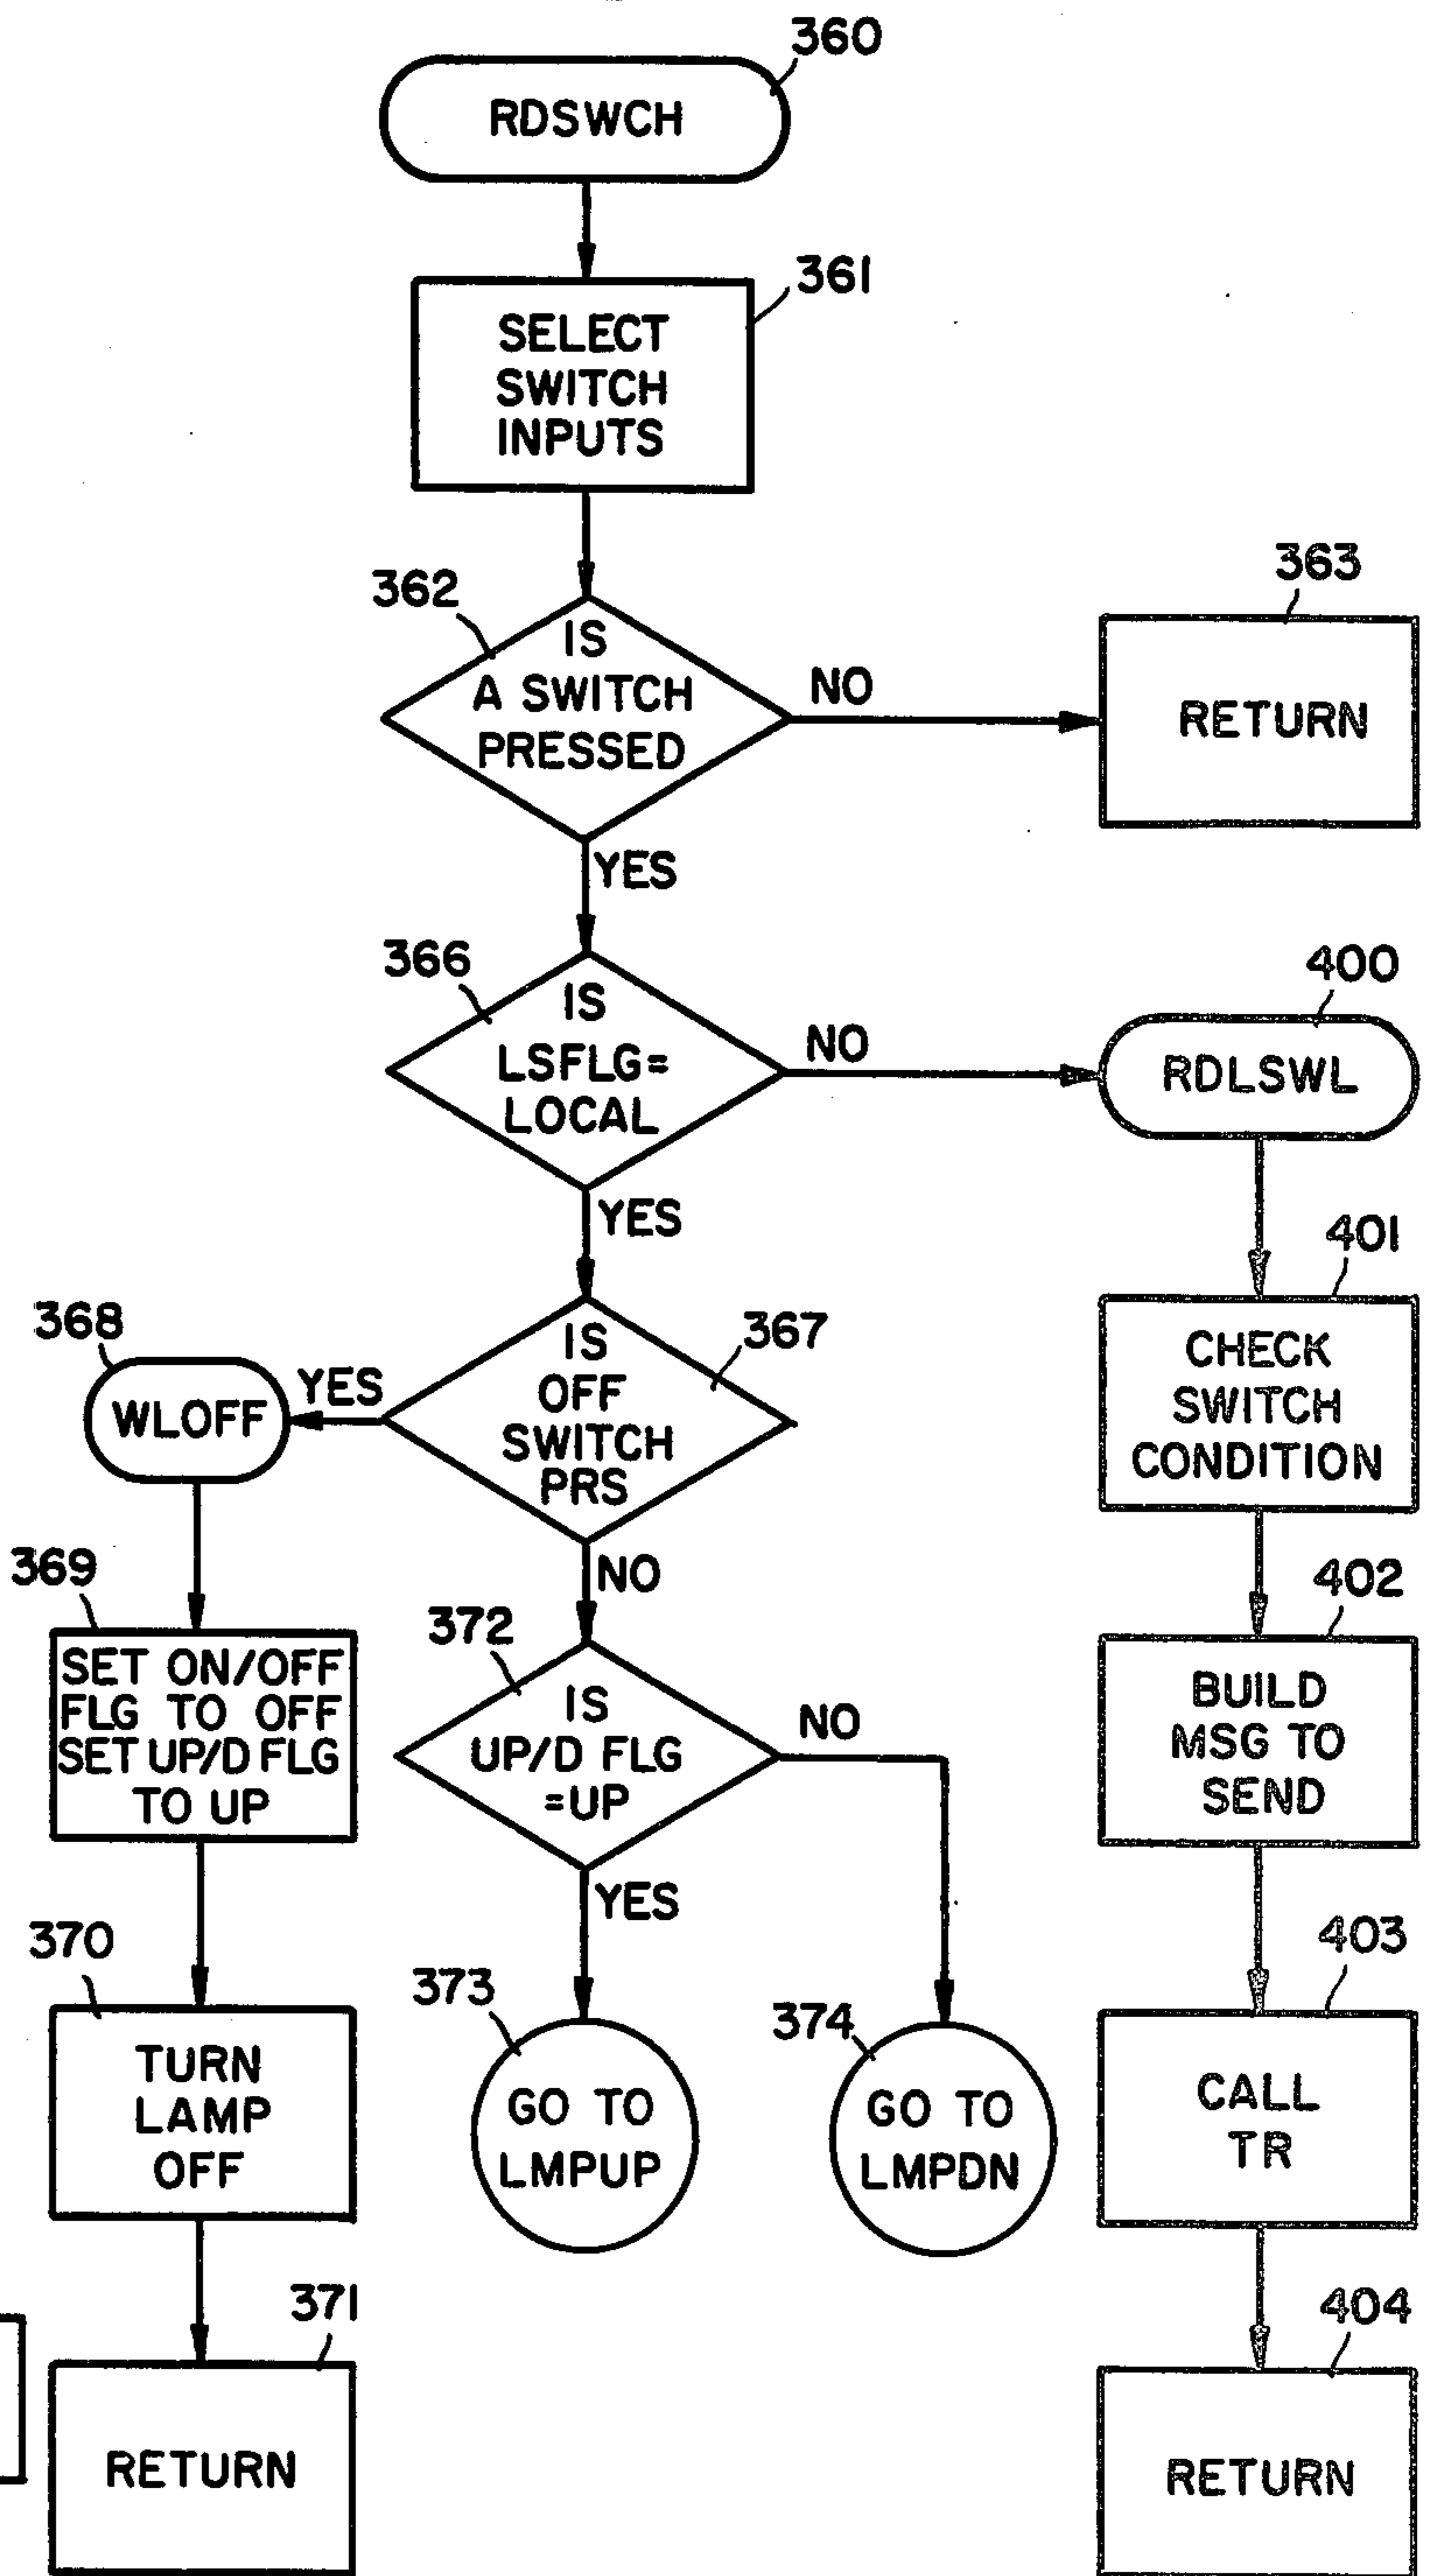 360
RDSWCH
361
SELECT
SWITCH
INPUTS
362
IS
A SWITCH
PRESSED
NO
363
RETURN
YES
366
IS
LSFLG=
LOCAL
NO
400
RDLSWL
YES
401
CHECK
SWITCH
CONDITION
367
IS
OFF
SWITCH
PRS
YES
368
WLOFF
NO
369
SET ON/OFF
FLG TO OFF
SET UP/D FLG
TO UP
372
IS
UP/D FLG
=UP
NO
402
BUILD
MSG TO
SEND
YES
370
TURN
LAMP
OFF
373
GO TO
LMPUP
374
GO TO
LMPDN
403
CALL
TR
371
RETURN
404
RETURN